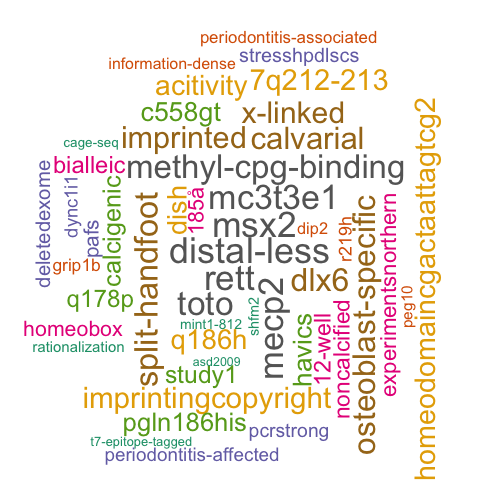 periodontitis-associated
stresshpdlscs
information-dense
acitivity 7q212-213
c558gt x-linked
imprinted calvarial
cage-seq
bialleic methyl-cpg-binding
deletedexome
dync1i1
pafs
calcigenic
split-handfoot
dish
185å
mc3t3e1
msx2
dip2
r219h
distal-less
grip1b
rett dlx6
q178p
toto
mecp2
osteoblast-specific
experimentsnorthern
peg10
homeodomaincgactaattagtcg2
homeobox
mint1-812
shfm2
havics
12-well
noncalcified
rationalization
q186h
asd2009
study1
imprintingcopyright
pgln186his
pcrstrong
t7-epitope-tagged
periodontitis-affected